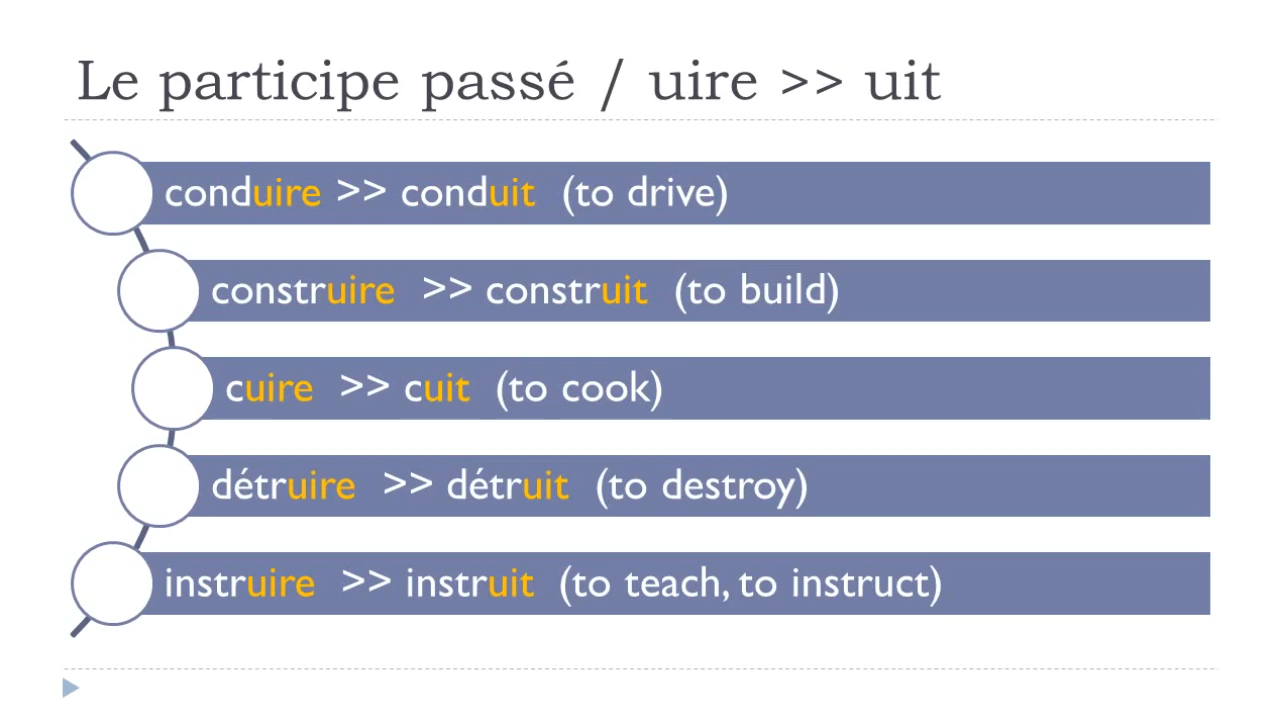 Le participe passé / uire >> uit
conduire >> conduit (to drive)
construire >> construit (to build)
cuire >> cuit (to cook)
détruire >> détruit (to destroy)
instruire >> instruit (to teach, to instruct)